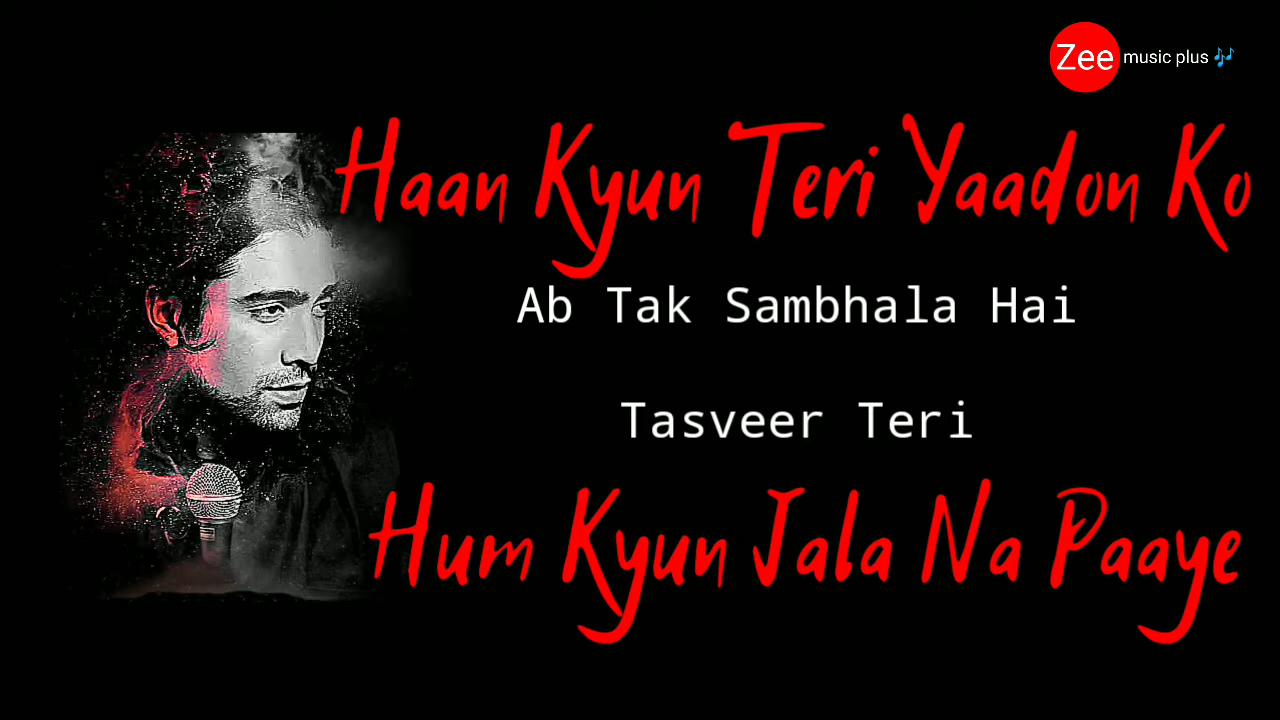 Zee music plus 🎶
Haan Kyun Teri Yaadon Ko
Ab Tak Sambhala Hai
Tasveer Teri
Hum Kyun Jala Na Paaye